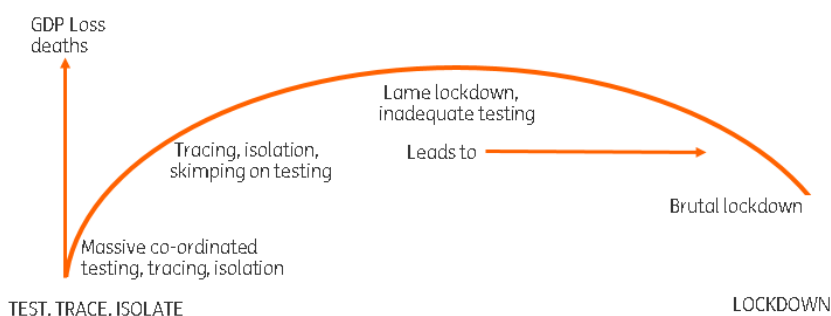 GDP Loss
deaths
Lame lockdown,
inadequate testing
Tracing, isolation,
skimping on testing
Leads to
Brutal lockdown
Massive co-ordinated
testing, tracing, isolation
TEST. TRACE. ISOLATE
LOCKDOWN